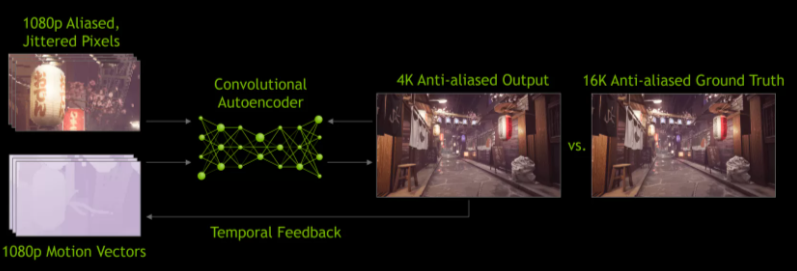 1080p Aliased,
Jittered Pixels
Convolutional
Autoencoder
4K Anti-aliased Output
16K Anti-aliased Ground Truth
vs.
Temporal Feedback
1080p Motion Vectors